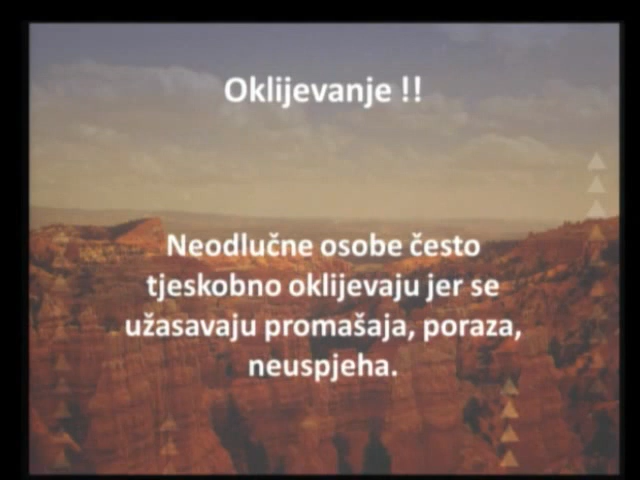 Oklijevanje !!
Neodlučne osobe često
tjeskobno oklijevaju jer se
užasavaju promašaja, poraza,
neuspjeha.